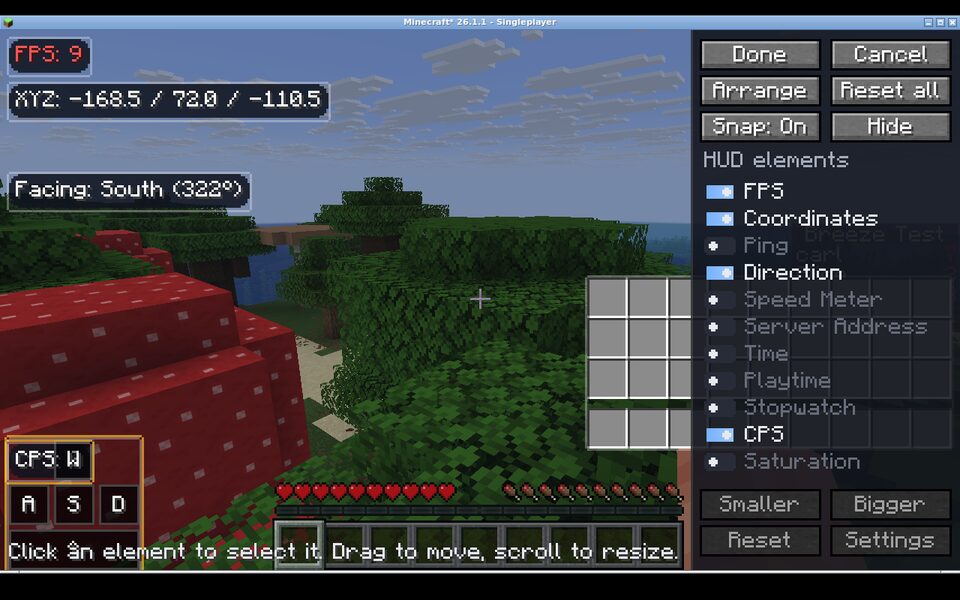 Minecraft* 26.1.1 - Singleplayer
FPS: 9
XYZ: -168.5 / 72.0 / -110.5
Facing: South (322°)
Done
Cancel
Arrange
Reset all
Snap: On
Hide
HUD elements
FPS
Coordinates
Ping
Direction
Speed Meter
Server Address
Time
Playtime
Stopwatch
CPS
Saturation
Smaller
Bigger
Reset
Settings
CPS: W
A S D
Click an element to select it. Drag to move, scroll to resize.